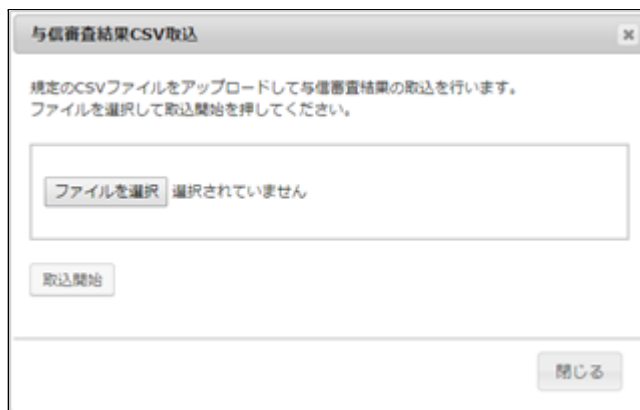 与信審査結果CSV取込
規定のCSVファイルをアップロードして与信審査結果の取込を行います。
ファイルを選択して取込開始を押してください。
ファイルを選択 選択されていません
取込開始
閉じる